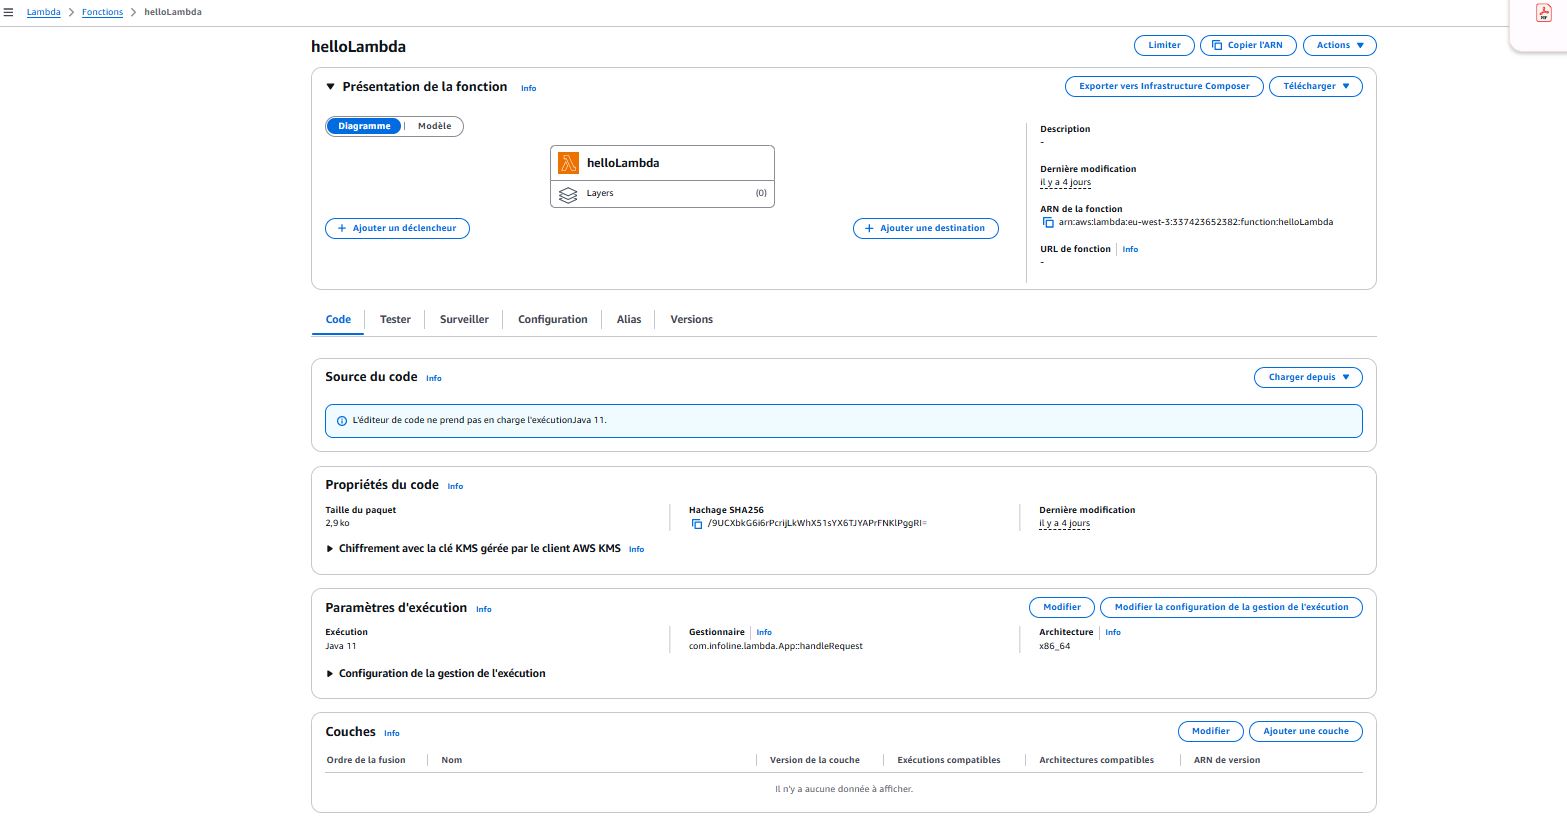 Lambda > Fonctions > helloLambda
helloLambda
Limiter Copier l'ARN Actions
Présentation de la fonction Info
Exporter vers Infrastructure Composer Télécharger
Diagramme Modèle
helloLambda
Layers (0)
+ Ajouter un déclencheur
+ Ajouter une destination
Description
-
Dernière modification
il y a 4 jours
ARN de la fonction
arn:aws:lambda:eu-west-3:337423652382:function:helloLambda
URL de fonction Info
-
Code Tester Surveiller Configuration Alias Versions
Source du code Info
Charger depuis
L'éditeur de code ne prend pas en charge l'exécutionJava 11.
Propriétés du code Info
Taille du paquet
2,9 ko
Hachage SHA256
/9UCXbkG6i6rPcrijLkWhX51sYX6TJYAPrFNKlPggRI=
Dernière modification
il y a 4 jours
Chiffrement avec la clé KMS gérée par le client AWS KMS Info
Paramètres d'exécution Info
Modifier Modifier la configuration de la gestion de l'exécution
Exécution
Java 11
Gestionnaire Info
com.infoline.lambda.App::handleRequest
Architecture Info
x86_64
Configuration de la gestion de l'exécution
Couches Info
Modifier Ajouter une couche
Ordre de la fusion Nom Version de la couche Exécutions compatibles Architectures compatibles ARN de version
Il n'y a aucune donnée à afficher.